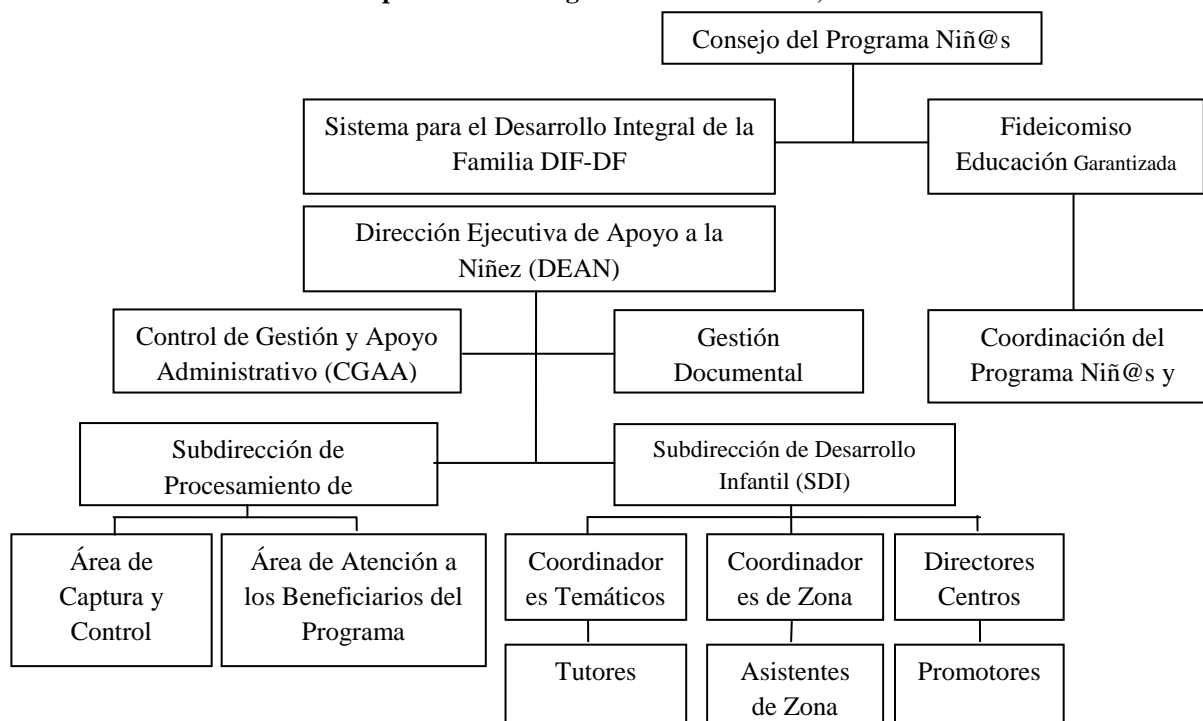 Consejo del Programa Niñ@s
Sistema para el Desarrollo Integral de la
Familia DIF-DF
Fideicomiso
Educación Garantizada
Dirección Ejecutiva de Apoyo a la
Niñez (DEAN)
Control de Gestión y Apoyo
Administrativo (CGAA)
Gestión
Documental
Coordinación del
Programa Niñ@s y
Subdirección de
Procesamiento de
Subdirección de Desarrollo
Infantil (SDI)
Área de
Captura y
Control
Área de Atención a
los Beneficiarios del
Programa
Coordinador
es Temáticos
Coordinador
es de Zona
Directores
Centros
Tutores
Asistentes
de Zona
Promotores